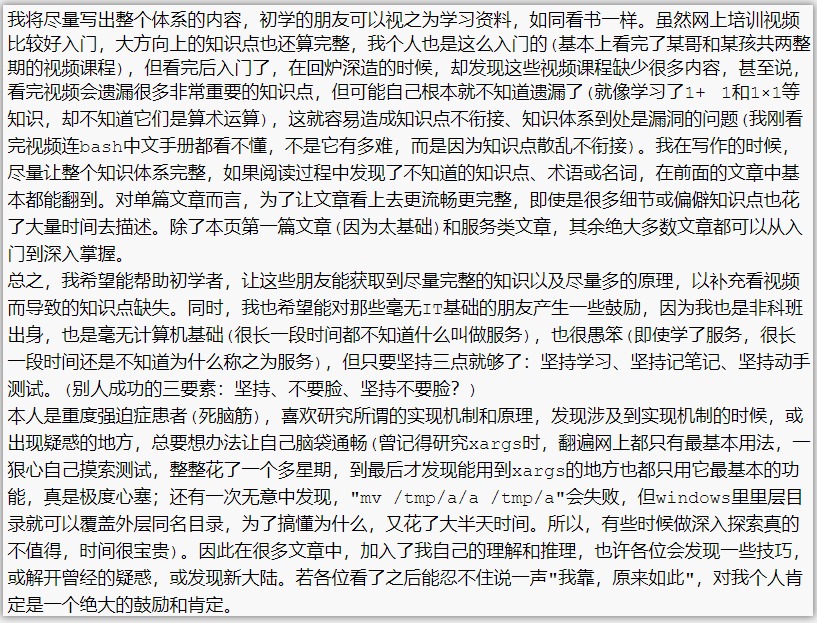 我将尽量写出整个体系的内容，初学的朋友可以视之为学习资料，如同看书一样。虽然网上培训视频
比较好入门，大方向上的知识点也还算完整，我个人也是这么入门的(基本上看完了某哥和某孩共两整
期的视频课程)，但看完后入门了，在回炉深造的时候，却发现这些视频课程缺少很多内容，甚至说，
看完视频会遗漏很多非常重要的知识点，但可能自己根本就不知道遗漏了(就像学习了1+ 1和1×1等
知识，却不知道它们是算术运算)，这就容易造成知识点不衔接、知识体系到处是漏洞的问题(我刚看
完视频连bash中文手册都看不懂，不是它有多难，而是因为知识点散乱不衔接)。我在写作的时候，
尽量让整个知识体系完整，如果阅读过程中发现了不知道的知识点、术语或名词，在前面的文章中基
本都能翻到。对单篇文章而言，为了让文章看上去更流畅更完整，即使是很多细节或偏僻知识点也花
了大量时间去描述。除了本页第一篇文章(因为太基础)和服务类文章，其余绝大多数文章都可以从入
门到深入掌握。
总之，我希望能帮助初学者，让这些朋友能获取到尽量完整的知识以及尽量多的原理，以补充看视频
而导致的知识点缺失。同时，我也希望能对那些毫无IT基础的朋友产生一些鼓励，因为我也是非科班
出身，也是毫无计算机基础(很长一段时间都不知道什么叫做服务)，也很愚笨(即使学了服务，很长
一段时间还是不知道为什么称之为服务)，但只要坚持三点就够了：坚持学习、坚持记笔记、坚持动手
测试。(别人成功的三要素：坚持、不要脸、坚持不要脸？)
本人是重度强迫症患者(死脑筋)，喜欢研究所谓的实现机制和原理，发现涉及到实现机制的时候，或
出现疑惑的地方，总要想办法让自己脑袋通畅(曾记得研究xargs时，翻遍网上都只有最基本用法，一
狠心自己摸索测试，整整花了一个多星期，到最后才发现能用到xargs的地方也都只用它最基本的功
能，真是极度心塞；还有一次无意中发现，"mv /tmp/a/a /tmp/a"会失败，但windows里里层目
录就可以覆盖外层同名目录，为了搞懂为什么，又花了大半天时间。所以，有些时候做深入探索真的
不值得，时间很宝贵)。因此在很多文章中，加入了我自己的理解和推理，也许各位会发现一些技巧，
或解开曾经的疑惑，或发现新大陆。若各位看了之后能忍不住说一声"我靠，原来如此"，对我个人肯
定是一个绝大的鼓励和肯定。